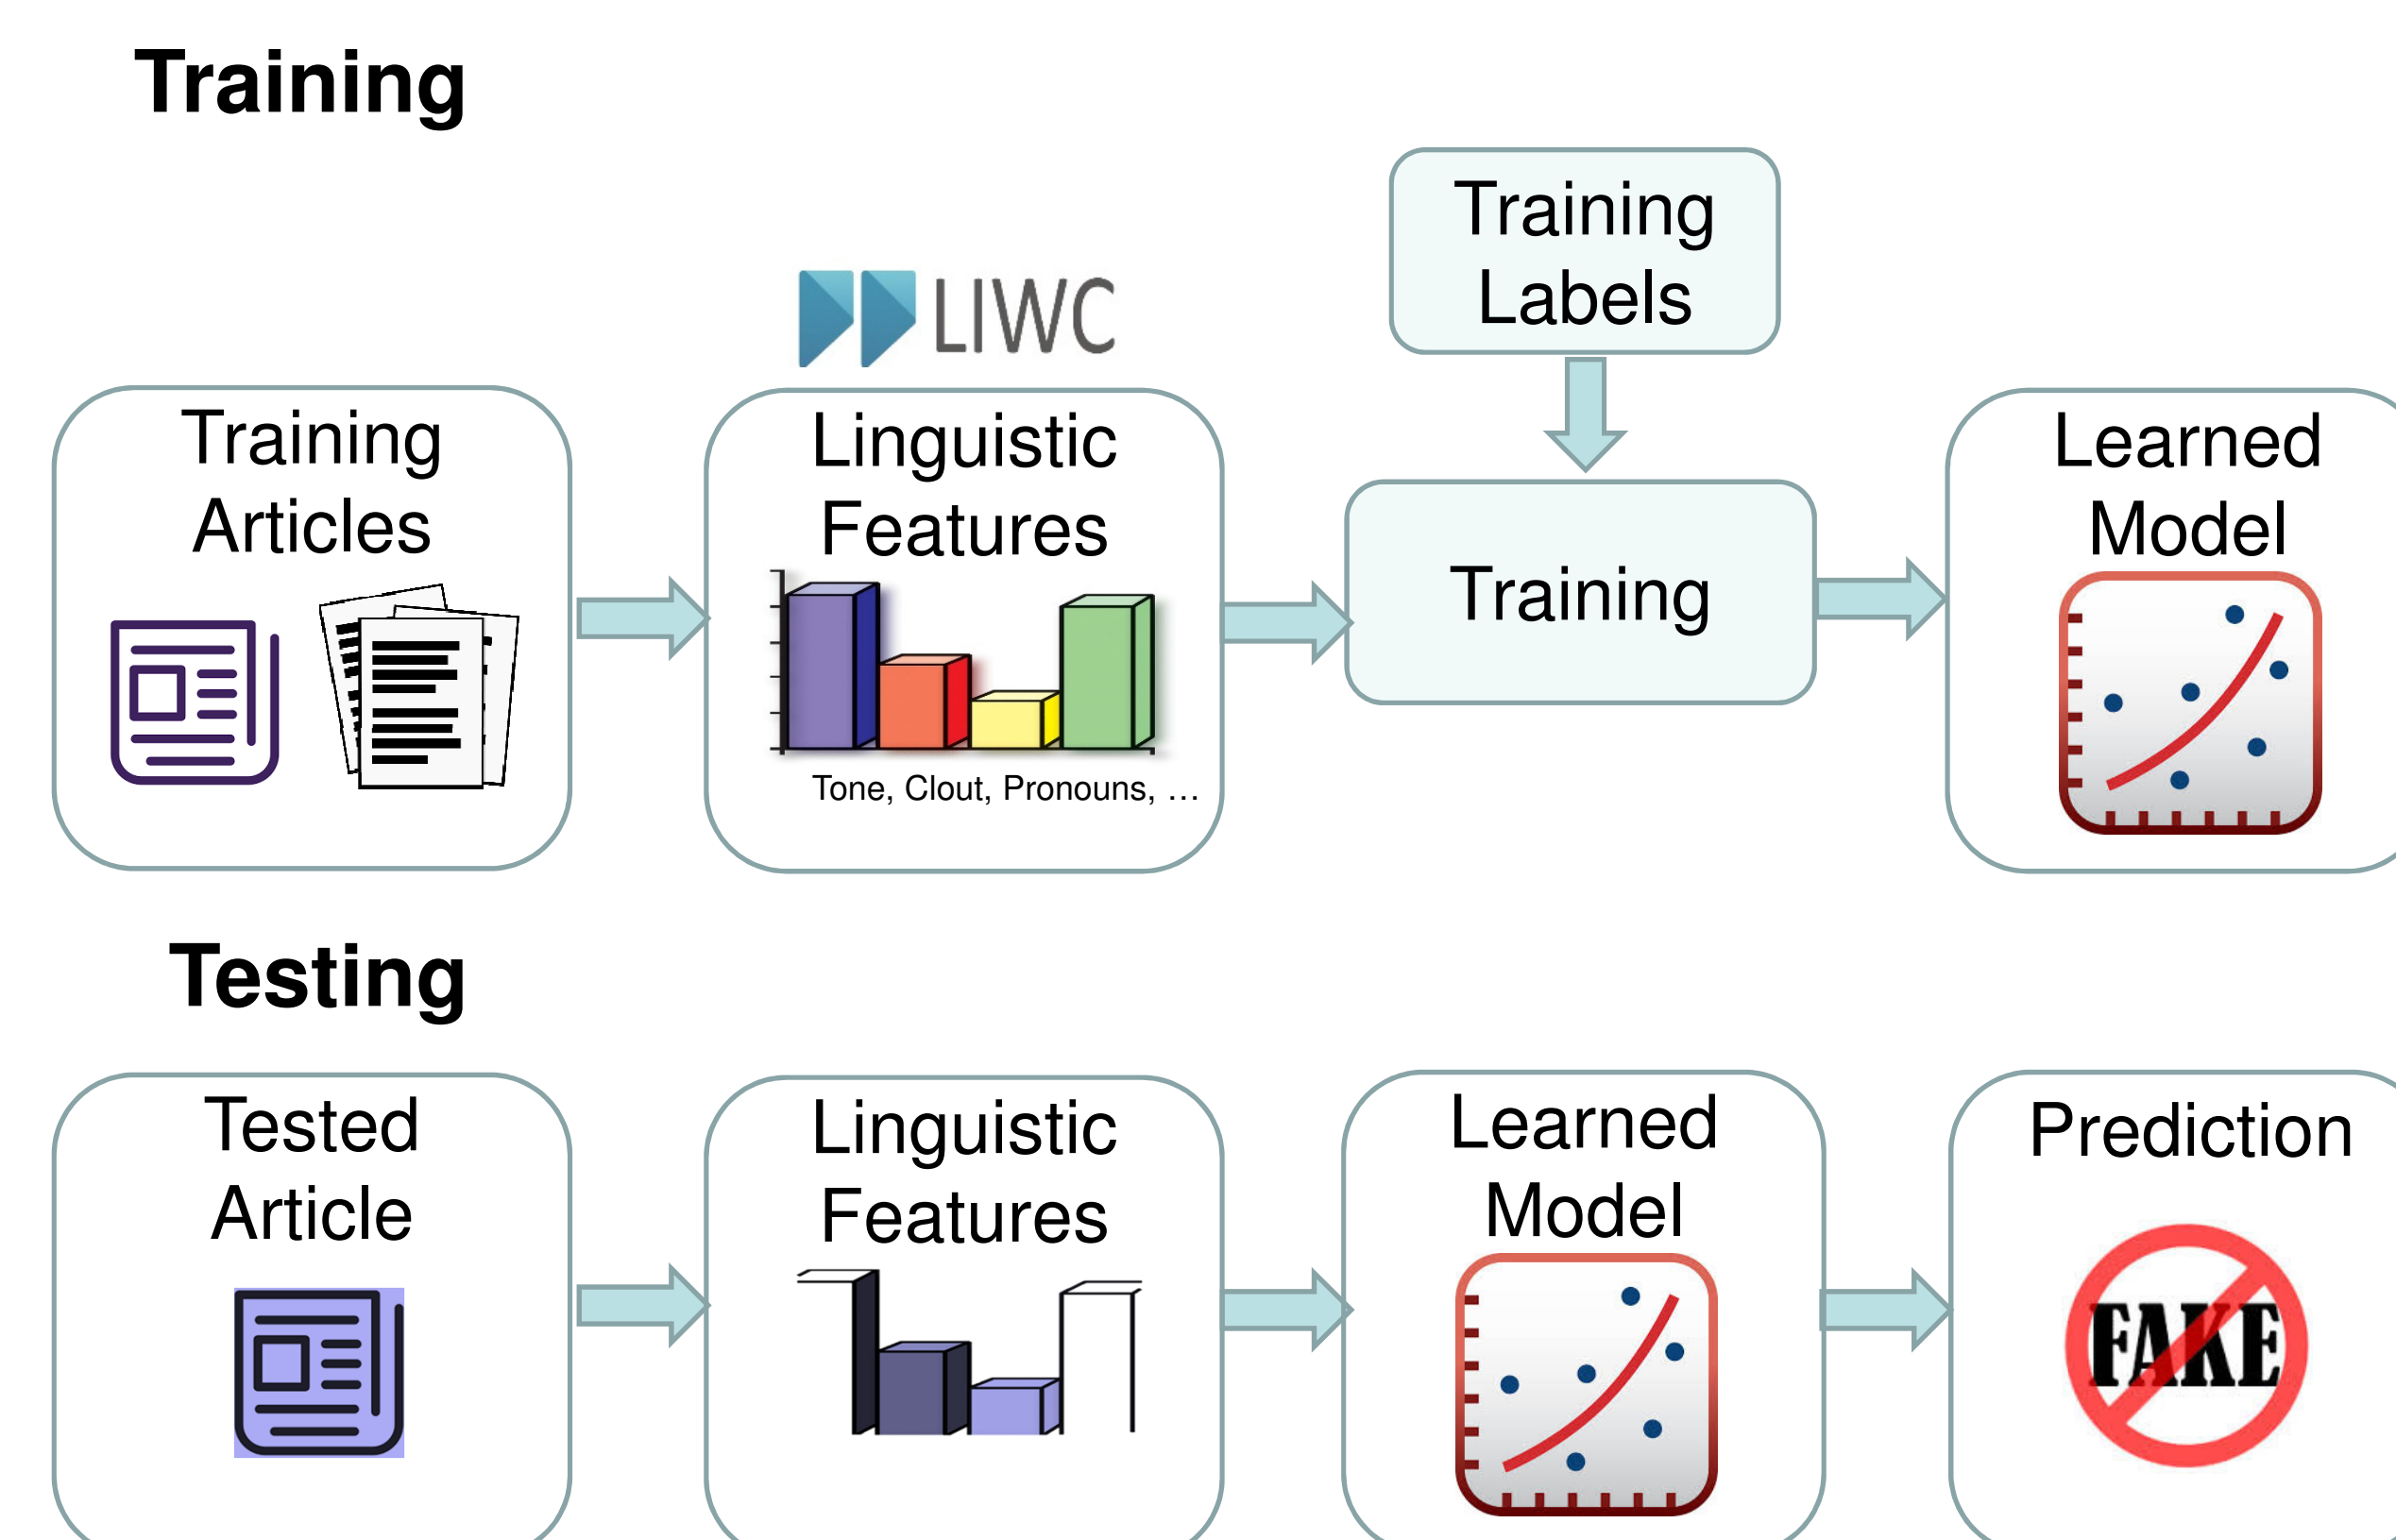 Training
Training
Labels
LIWC
Training
Articles
Linguistic
Features
Tone, Clout, Pronouns, …
Training
Learned
Model
Testing
Tested
Article
Linguistic
Features
Learned
Model
Prediction
FAKE